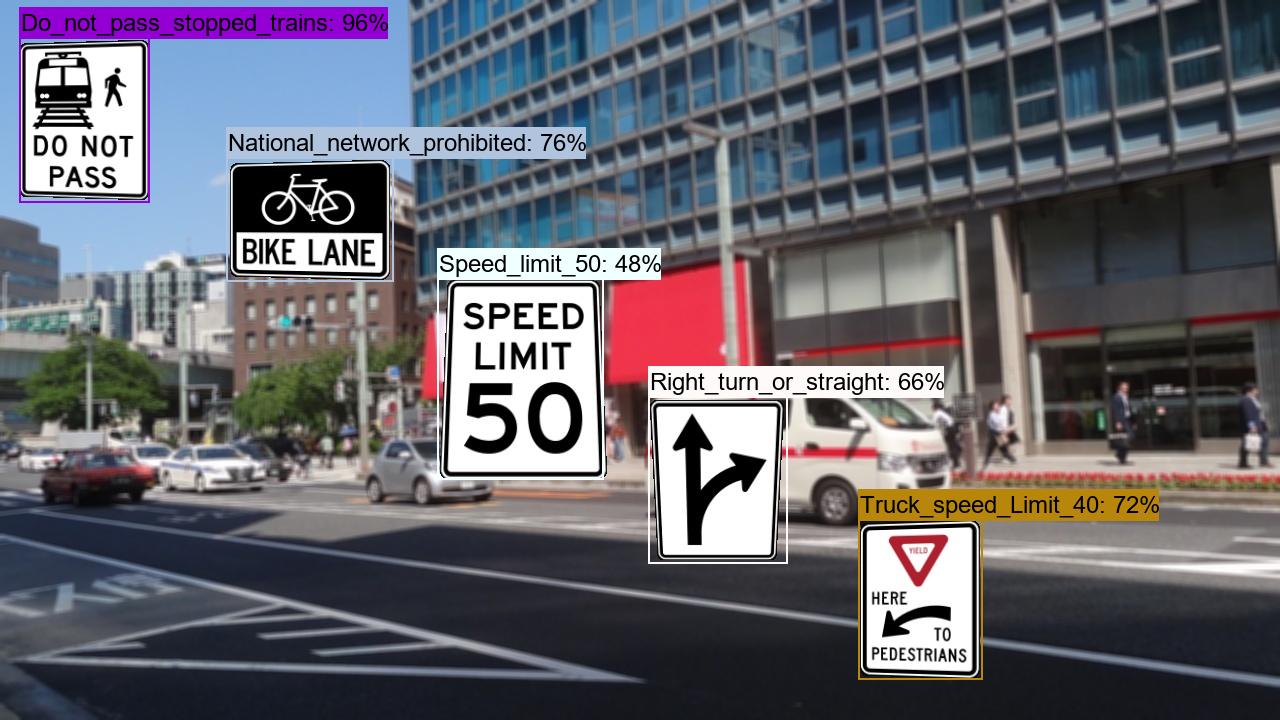 Do_not_pass_stopped_trains: 96%
DO NOT
PASS
National_network_prohibited: 76%
BIKE LANE
Speed_limit_50: 48%
SPEED
LIMIT
50
Right_turn_or_straight: 66%
Truck_speed_Limit_40: 72%
YIELD
HERE
TO
PEDESTRIANS